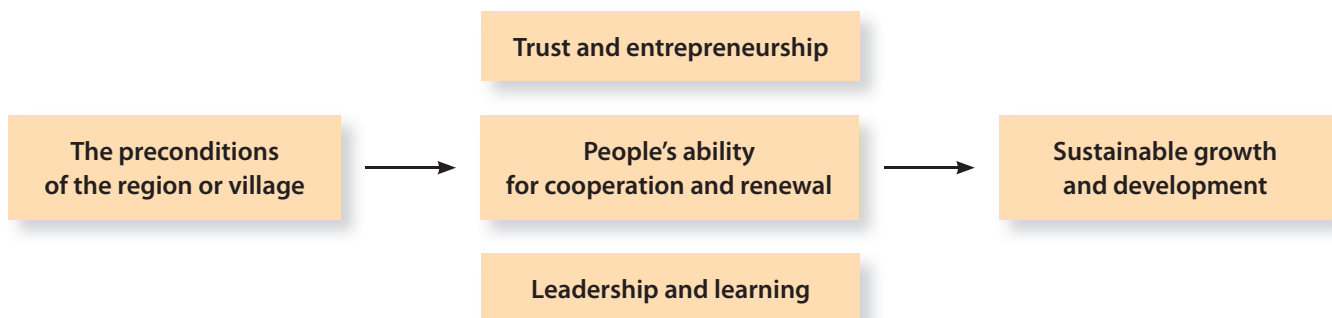 Trust and entrepreneurship
The preconditions
of the region or village
People’s ability
for cooperation and renewal
Sustainable growth
and development
Leadership and learning